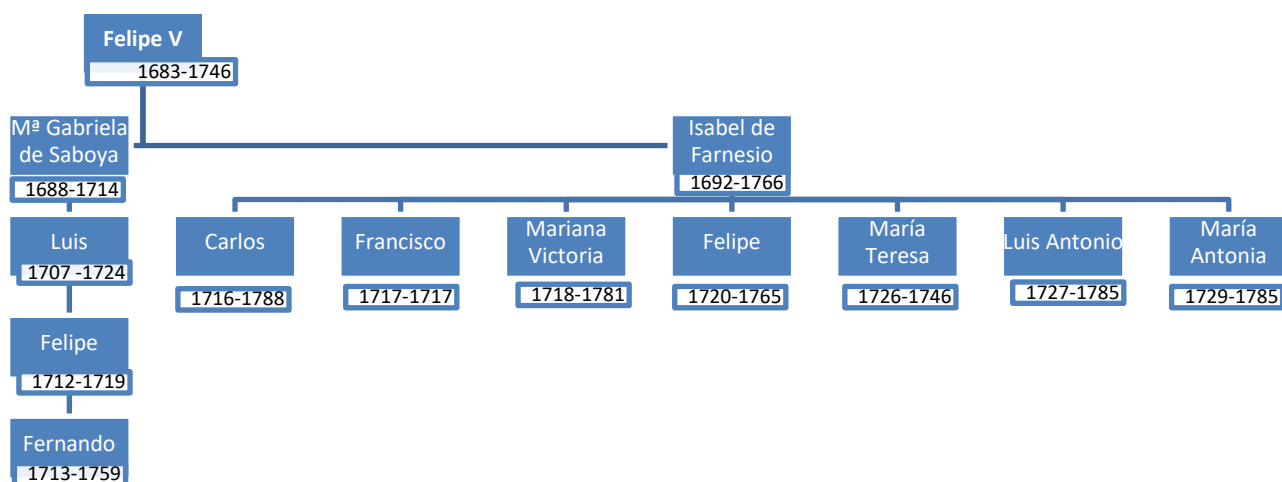 Felipe V
1683-1746
Mª Gabriela
de Saboya
1688-1714
Isabel de
Farnesio
1692-1766
Luis
1707 -1724
Carlos
1716-1788
Francisco
1717-1717
Mariana
Victoria
1718-1781
Felipe
1720-1765
María
Teresa
1726-1746
Luis Antonio
1727-1785
María
Antonia
1729-1785
Felipe
1712-1719
Fernando
1713-1759